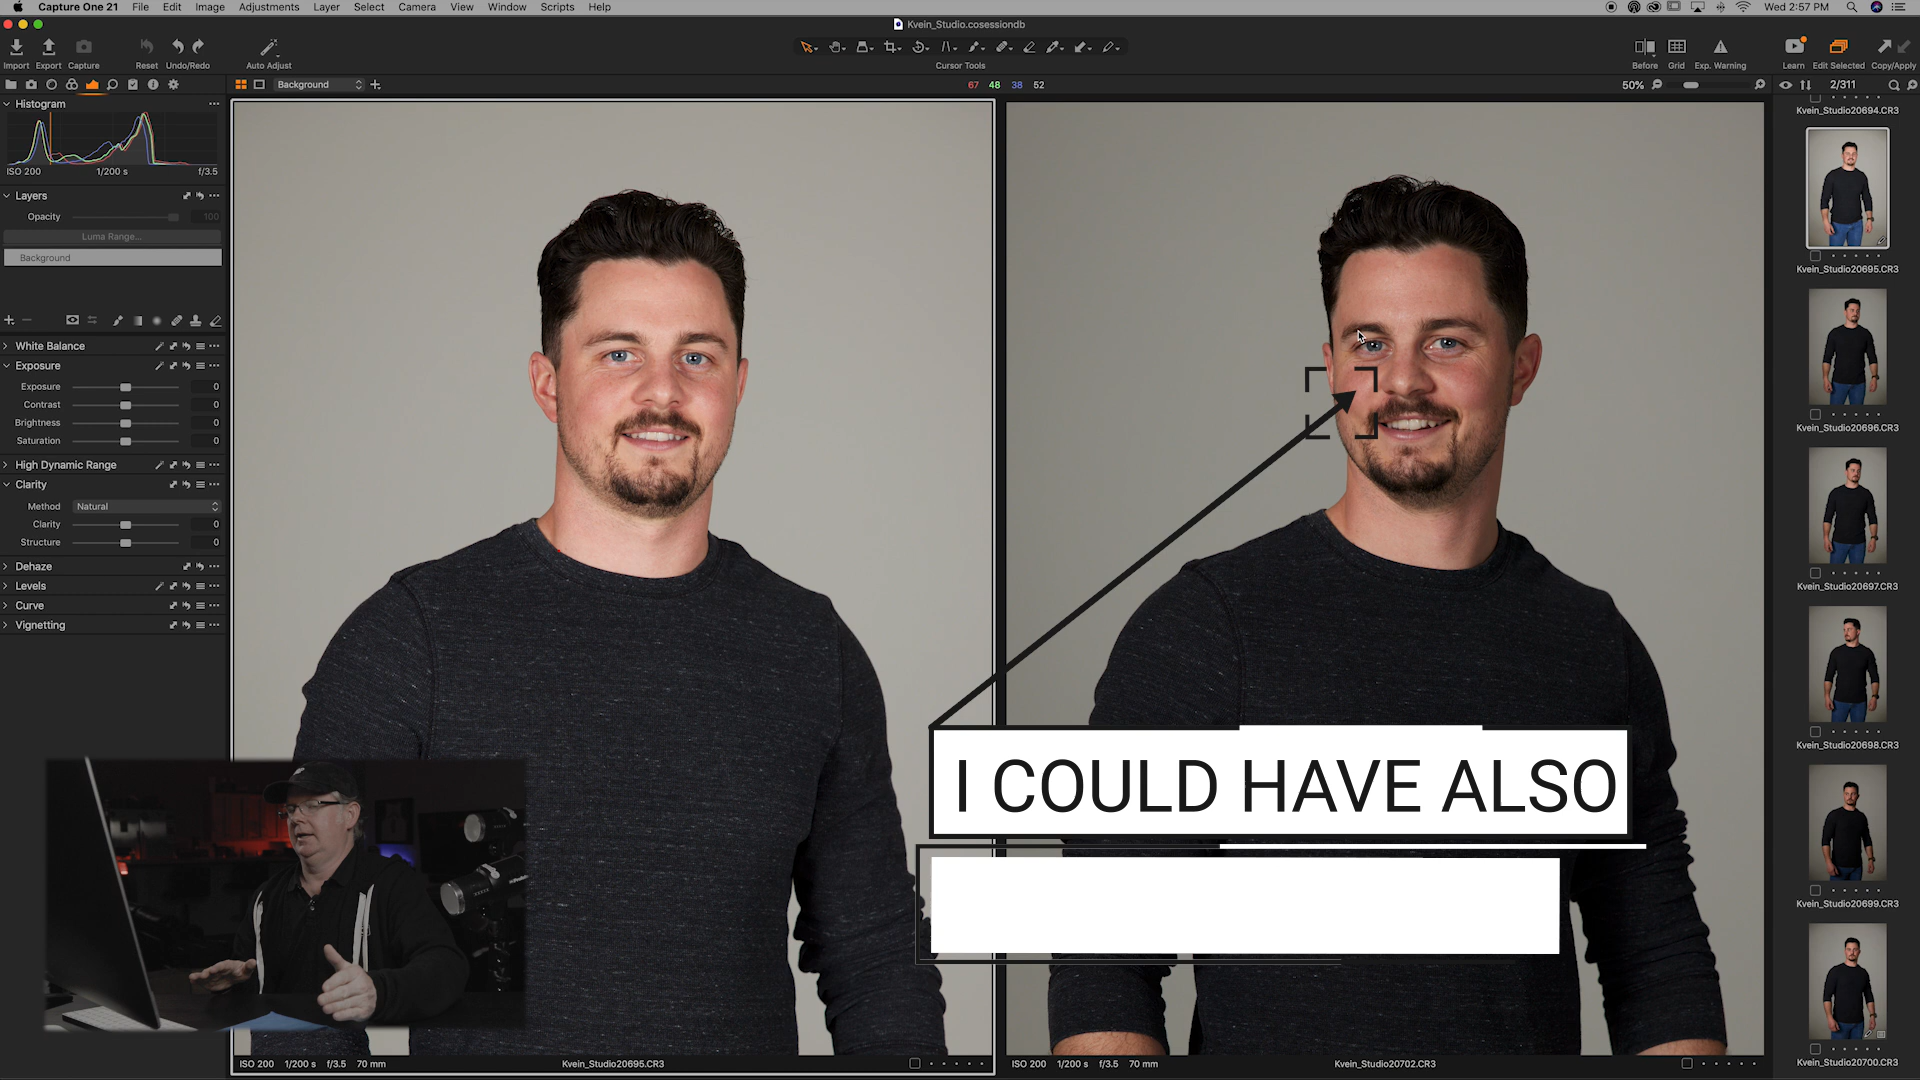 Capture One 21 File Edit Image Adjustments Layer Select Camera View Window Scripts Help
Wed 2:57 PM
Kvein_Studio.cosessiondb
Import Export Capture Reset Undo/Redo Auto Adjust
Cursor Tools
Before Grid Exp. Warning Learn Edit Selected Copy/Apply
Background
67 48 38 52
50%
2/311
Histogram
ISO 200 1/200 s f/3.5
Layers
Opacity 100
Luma Range...
Background
White Balance
Exposure
Exposure 0
Contrast 0
Brightness 0
Saturation 0
High Dynamic Range
Clarity
Method Natural
Clarity 0
Structure 0
Dehaze
Levels
Curve
Vignetting
I COULD HAVE ALSO
ISO 200 1/200 s f/3.5 70 mm Kvein_Studio20695.CR3
ISO 200 1/200 s f/3.5 70 mm Kvein_Studio20702.CR3
Kvein_Studio20694.CR3
Kvein_Studio20695.CR3
Kvein_Studio20696.CR3
Kvein_Studio20697.CR3
Kvein_Studio20698.CR3
Kvein_Studio20699.CR3
Kvein_Studio20700.CR3